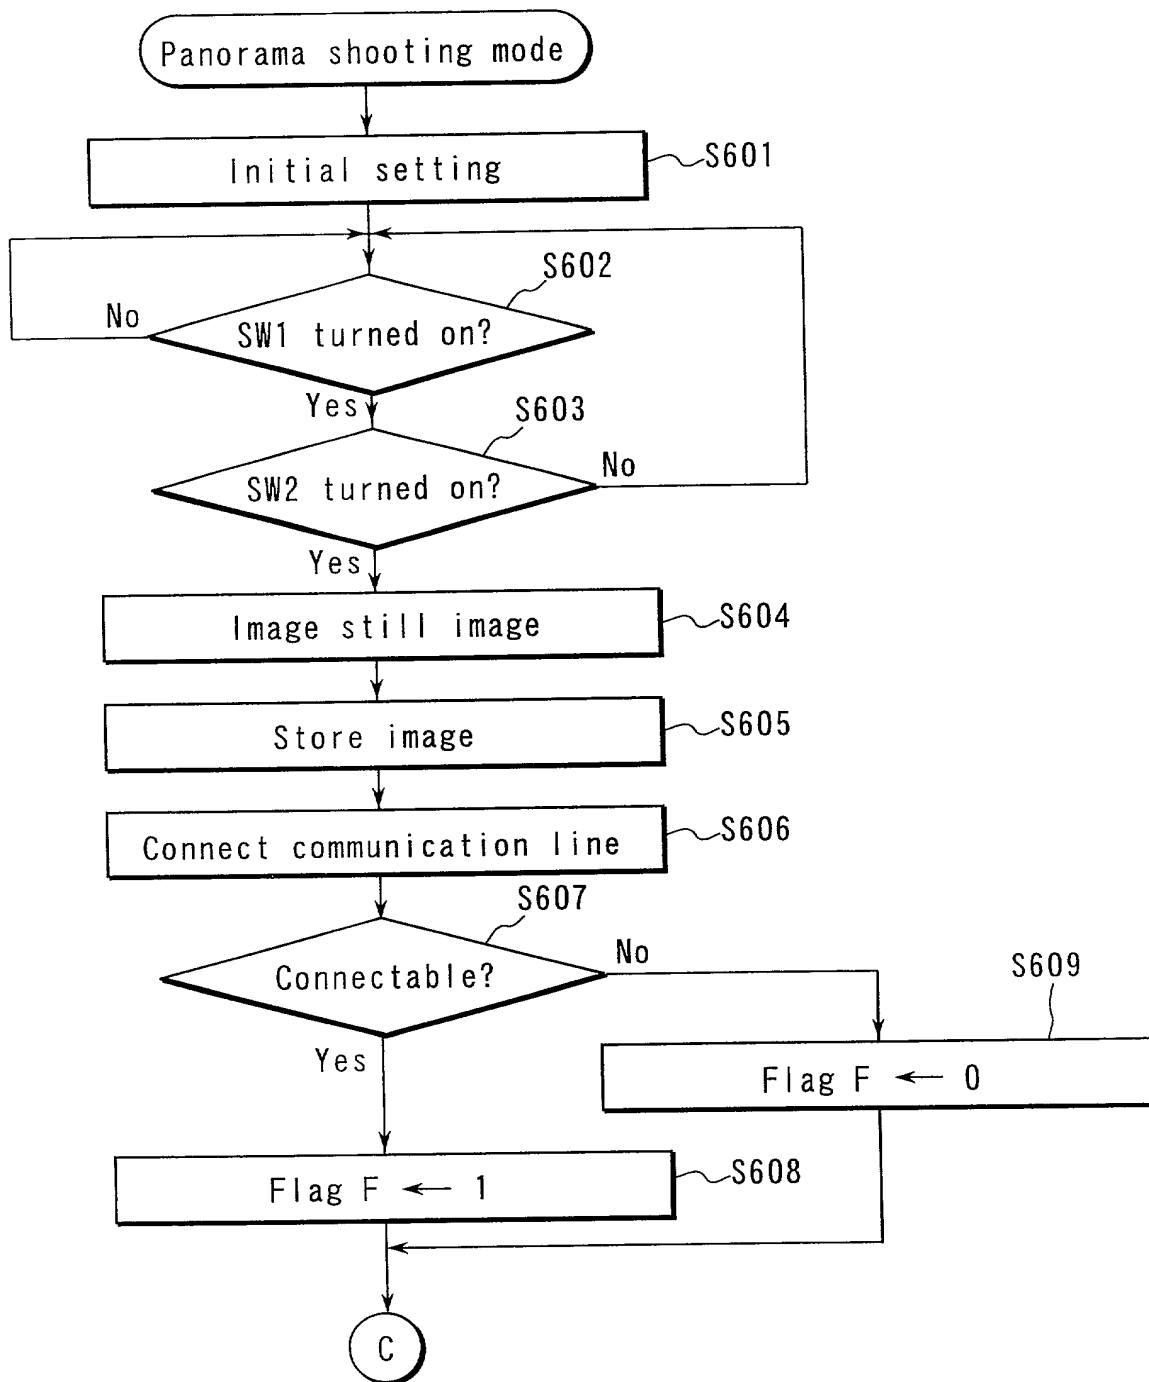 Panorama shooting mode
Initial setting
S601
S602
No
SW1 turned on?
Yes
S603
No
SW2 turned on?
Yes
Image still image
S604
Store image
S605
Connect communication line
S606
S607
No
Connectable?
S609
Yes
Flag F ← 0
Flag F ← 1
S608
C